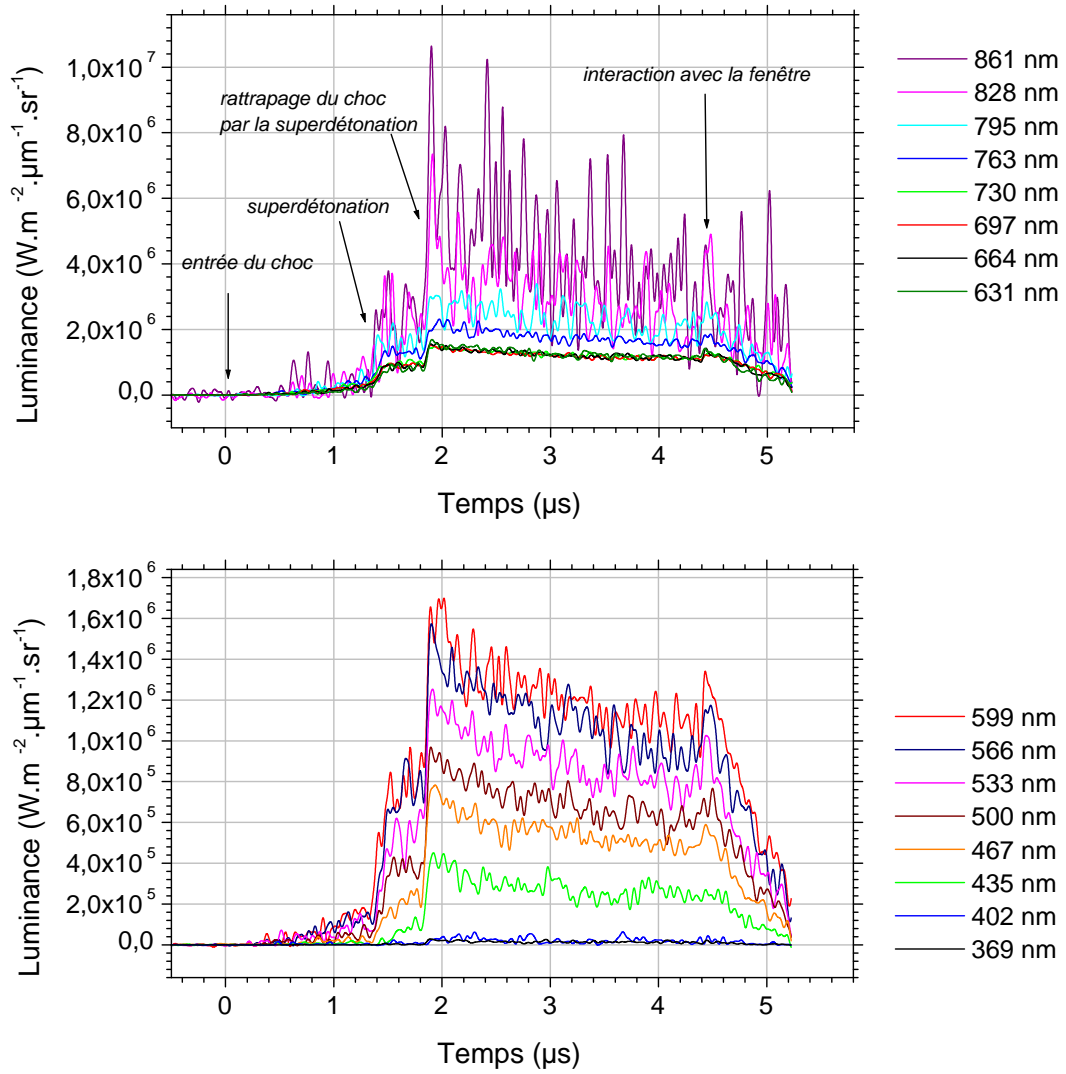 Luminance (W.m⁻².µm⁻¹.sr⁻¹)
1,0x10⁷
8,0x10⁶
6,0x10⁶
4,0x10⁶
2,0x10⁶
0,0
entrée du choc
superdétonation
rattrapage du choc
par la superdétonation
interaction avec la fenêtre
0 1 2 3 4 5
Temps (µs)
861 nm
828 nm
795 nm
763 nm
730 nm
697 nm
664 nm
631 nm
Luminance (W.m⁻².µm⁻¹.sr⁻¹)
1,8x10⁶
1,6x10⁶
1,4x10⁶
1,2x10⁶
1,0x10⁶
8,0x10⁵
6,0x10⁵
4,0x10⁵
2,0x10⁵
0,0
0 1 2 3 4 5
Temps (µs)
599 nm
566 nm
533 nm
500 nm
467 nm
435 nm
402 nm
369 nm